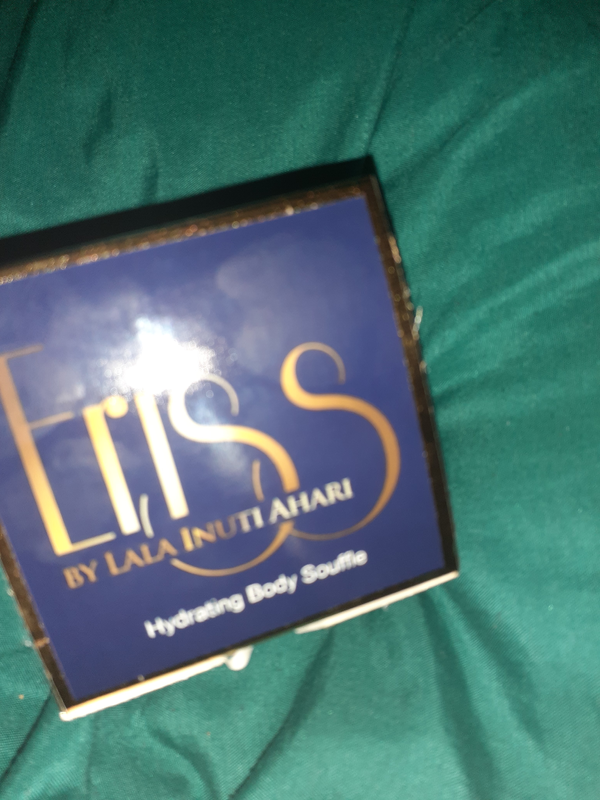 Eriss
BY LALA INUTI AHARI
Hydrating Body Souffle